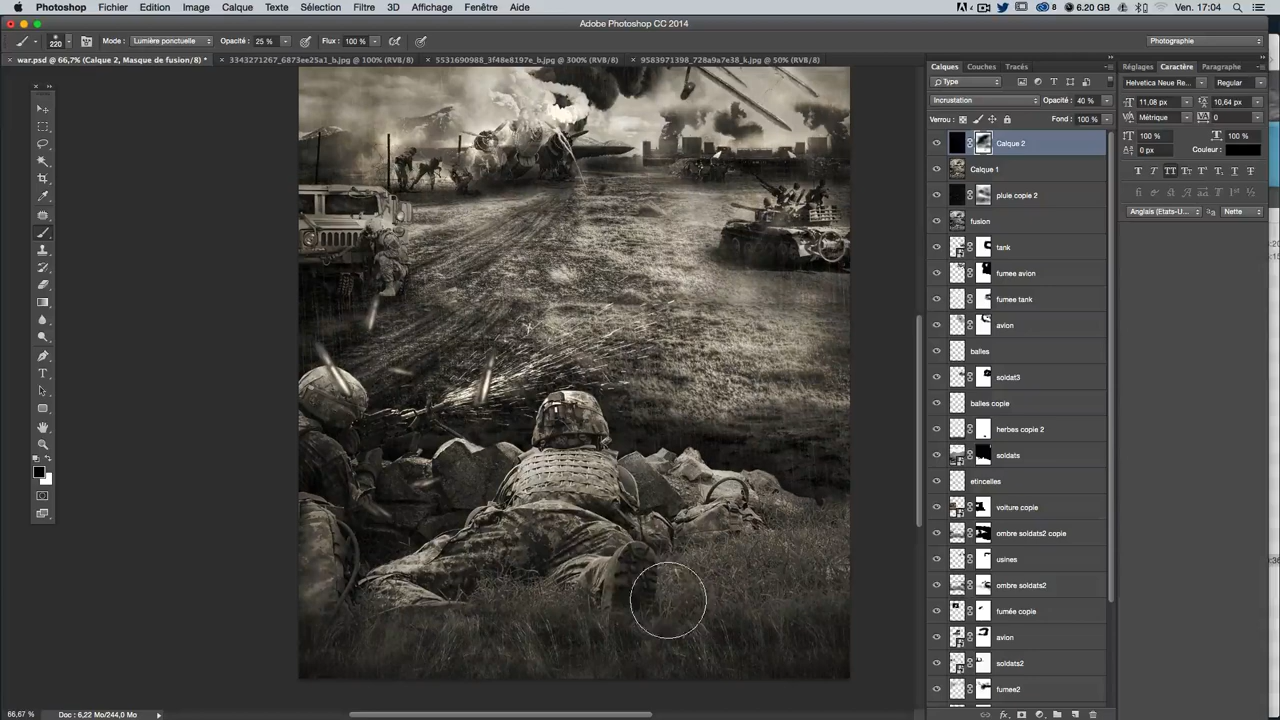 Photoshop Fichier Edition Image Calque Texte Sélection Filtre 3D Affichage Fenêtre Aide 8 6.20 GB Ven. 17:04
Adobe Photoshop CC 2014
220 Mode : Lumière ponctuelle Opacité : 25 % Flux : 100 % Photographie
war.psd @ 66,7% (Calque 2, Masque de fusion/8) * 3343271267_6873ee25a1_b.jpg @ 100% (RVB/8) 5531690988_3f48e8197e_b.jpg @ 300% (RVB/8) 9583971398_728a9a7e38_k.jpg @ 50% (RVB/8)
Calques Couches Tracés Réglages Caractère Paragraphe
Type
Helvetica Neue Re... Regular
Incrustation Opacité : 40 %
11,08 px 10,64 px
Verrou : Fond : 100 %
Métrique 0
100 % 100 %
0 px Couleur :
Anglais (Etats-U... Nette
Calque 2
Calque 1
pluie copie 2
fusion
tank
fumee avion
fumee tank
avion
balles
soldat3
balles copie
herbes copie 2
soldats
etincelles
voiture copie
ombre soldats2 copie
usines
ombre soldats2
fumée copie
avion
soldats2
fumee2
66,67 % Doc : 6,22 Mo/244,0 Mo